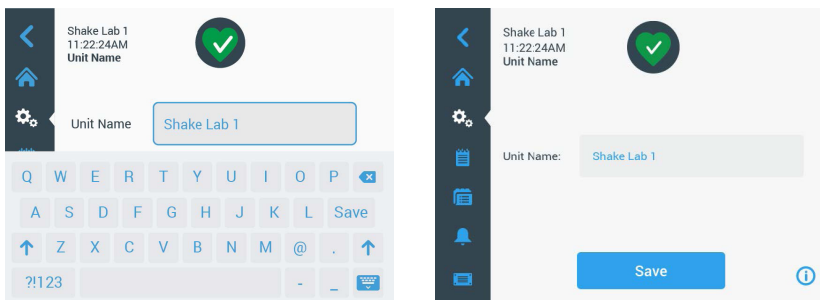 Shake Lab 1
11:22:24AM
Unit Name
Unit Name Shake Lab 1
Q W E R T Y U I O P
A S D F G H J K L Save
Z X C V B N M @ .
?!123 - _
Shake Lab 1
11:22:24AM
Unit Name
Unit Name: Shake Lab 1
Save